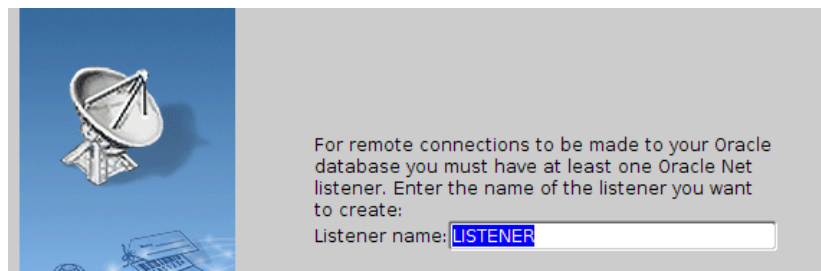 For remote connections to be made to your Oracle
database you must have at least one Oracle Net
listener. Enter the name of the listener you want
to create:
Listener name: LISTENER